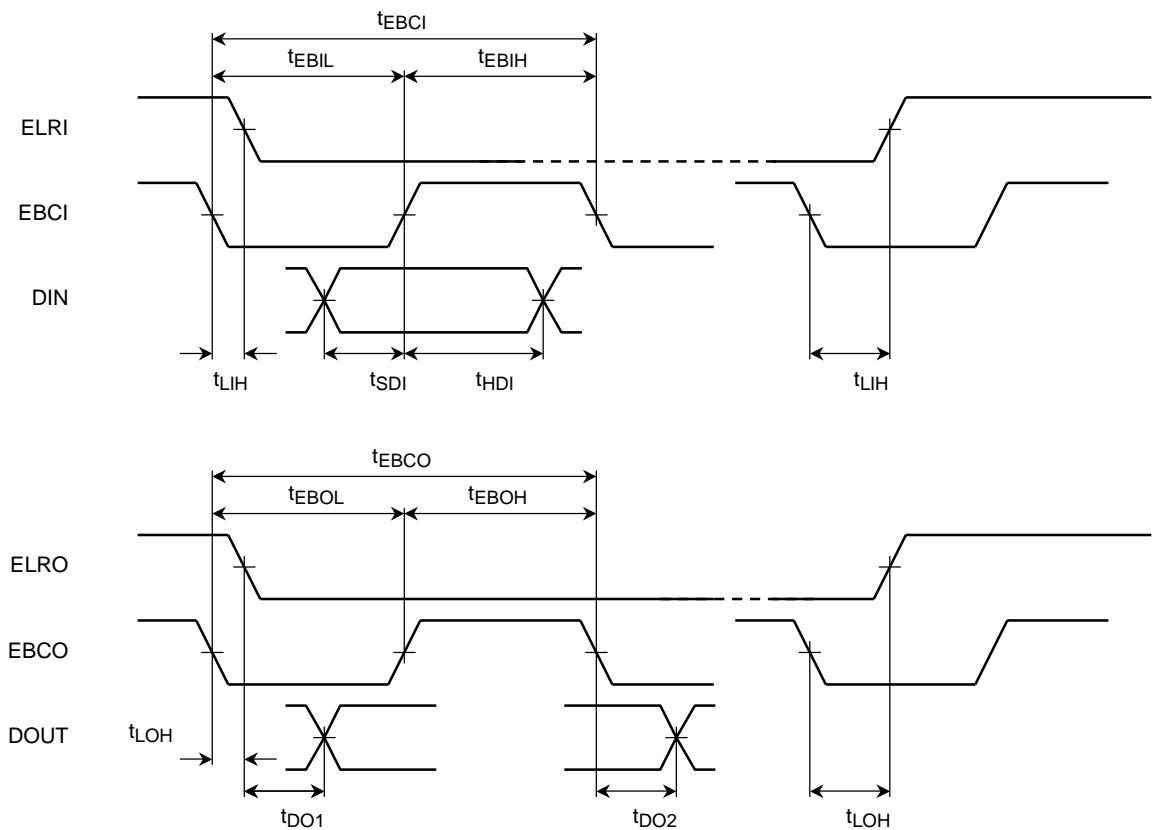 tEBCI
tEBIL tEBIH
ELRI
EBCI
DIN
tLIH tSDI tHDI tLIH
tEBCO
tEBOL tEBOH
ELRO
EBCO
DOUT tLOH
tDO1 tDO2 tLOH